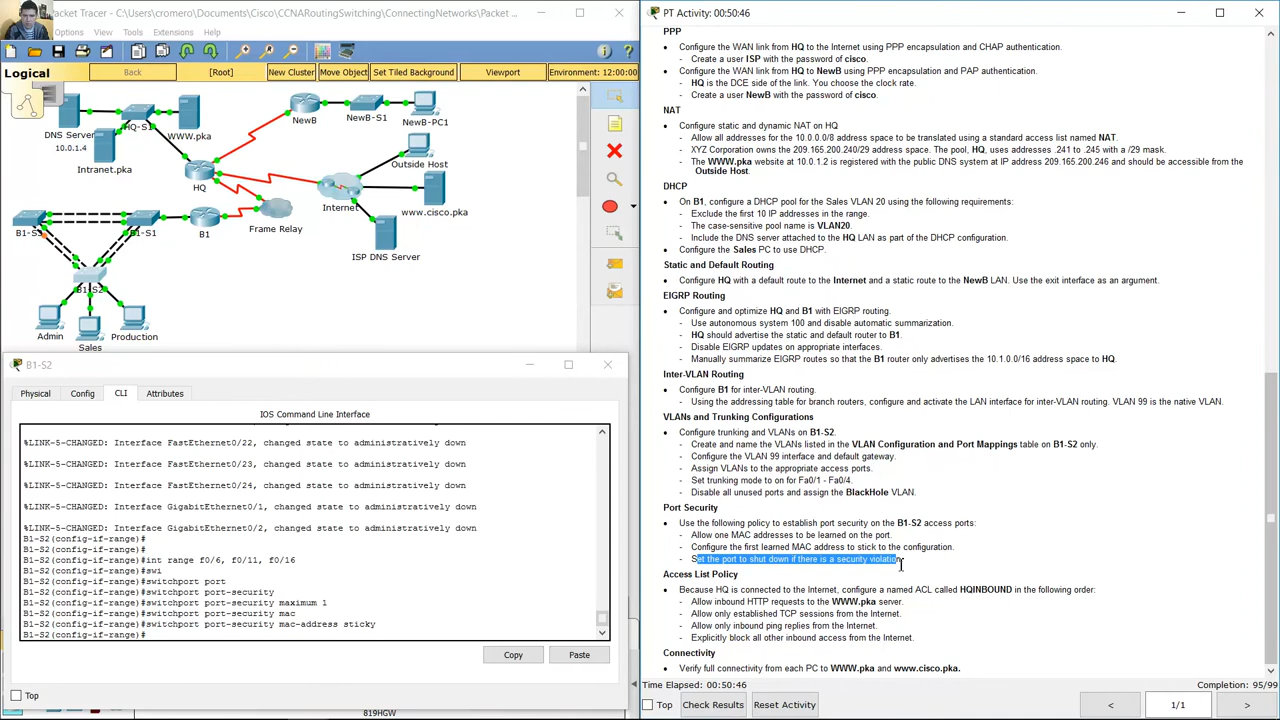 Packet Tracer - C:\Users\cromero\Documents\Cisco\CCNARoutingSwitching\ConnectingNetworks\Packet ...
Options View Tools Extensions Help
Logical Back [Root] New Cluster Move Object Set Tiled Background Viewport Environment: 12:00:00
DNS Server
10.0.1.4
HQ-S1
WWW.pka
Intranet.pka
HQ
NewB
NewB-S1
NewB-PC1
Outside Host
Internet
www.cisco.pka
ISP DNS Server
Frame Relay
B1
B1-S1
B1-S3
B1-S2
Admin
Sales
Production
B1-S2
Physical Config CLI Attributes
IOS Command Line Interface
%LINK-5-CHANGED: Interface FastEthernet0/22, changed state to administratively down
%LINK-5-CHANGED: Interface FastEthernet0/23, changed state to administratively down
%LINK-5-CHANGED: Interface FastEthernet0/24, changed state to administratively down
%LINK-5-CHANGED: Interface GigabitEthernet0/1, changed state to administratively down
%LINK-5-CHANGED: Interface GigabitEthernet0/2, changed state to administratively down
B1-S2(config-if-range)#
B1-S2(config-if-range)#
B1-S2(config-if-range)#int range f0/6, f0/11, f0/16
B1-S2(config-if-range)#swi
B1-S2(config-if-range)#switchport port
B1-S2(config-if-range)#switchport port-security
B1-S2(config-if-range)#switchport port-security maximum 1
B1-S2(config-if-range)#switchport port-security mac
B1-S2(config-if-range)#switchport port-security mac-address sticky
B1-S2(config-if-range)#
Copy Paste
Top
819HGW
PT Activity: 00:50:46
PPP
Configure the WAN link from HQ to the Internet using PPP encapsulation and CHAP authentication.
- Create a user ISP with the password of cisco.
Configure the WAN link from HQ to NewB using PPP encapsulation and PAP authentication.
- HQ is the DCE side of the link. You choose the clock rate.
- Create a user NewB with the password of cisco.
NAT
Configure static and dynamic NAT on HQ
- Allow all addresses for the 10.0.0.0/8 address space to be translated using a standard access list named NAT.
- XYZ Corporation owns the 209.165.200.240/29 address space. The pool, HQ, uses addresses .241 to .245 with a /29 mask.
- The WWW.pka website at 10.0.1.2 is registered with the public DNS system at IP address 209.165.200.246 and should be accessible from the
Outside Host.
DHCP
On B1, configure a DHCP pool for the Sales VLAN 20 using the following requirements:
- Exclude the first 10 IP addresses in the range.
- The case-sensitive pool name is VLAN20.
- Include the DNS server attached to the HQ LAN as part of the DHCP configuration.
Configure the Sales PC to use DHCP.
Static and Default Routing
Configure HQ with a default route to the Internet and a static route to the NewB LAN. Use the exit interface as an argument.
EIGRP Routing
Configure and optimize HQ and B1 with EIGRP routing.
- Use autonomous system 100 and disable automatic summarization.
- HQ should advertise the static and default router to B1.
- Disable EIGRP updates on appropriate interfaces.
- Manually summarize EIGRP routes so that the B1 router only advertises the 10.1.0.0/16 address space to HQ.
Inter-VLAN Routing
Configure B1 for inter-VLAN routing.
- Using the addressing table for branch routers, configure and activate the LAN interface for inter-VLAN routing. VLAN 99 is the native VLAN.
VLANs and Trunking Configurations
Configure trunking and VLANs on B1-S2.
- Create and name the VLANs listed in the VLAN Configuration and Port Mappings table on B1-S2 only.
- Configure the VLAN 99 interface and default gateway.
- Assign VLANs to the appropriate access ports.
- Set trunking mode to on for Fa0/1 - Fa0/4.
- Disable all unused ports and assign the BlackHole VLAN.
Port Security
Use the following policy to establish port security on the B1-S2 access ports:
- Allow one MAC addresses to be learned on the port.
- Configure the first learned MAC address to stick to the configuration.
- Set the port to shut down if there is a security violation.
Access List Policy
Because HQ is connected to the Internet, configure a named ACL called HQINBOUND in the following order:
- Allow inbound HTTP requests to the WWW.pka server.
- Allow only established TCP sessions from the Internet.
- Allow only inbound ping replies from the Internet.
- Explicitly block all other inbound access from the Internet.
Connectivity
Verify full connectivity from each PC to WWW.pka and www.cisco.pka.
Time Elapsed: 00:50:46 Completion: 95/99
Top Check Results Reset Activity < 1/1 >